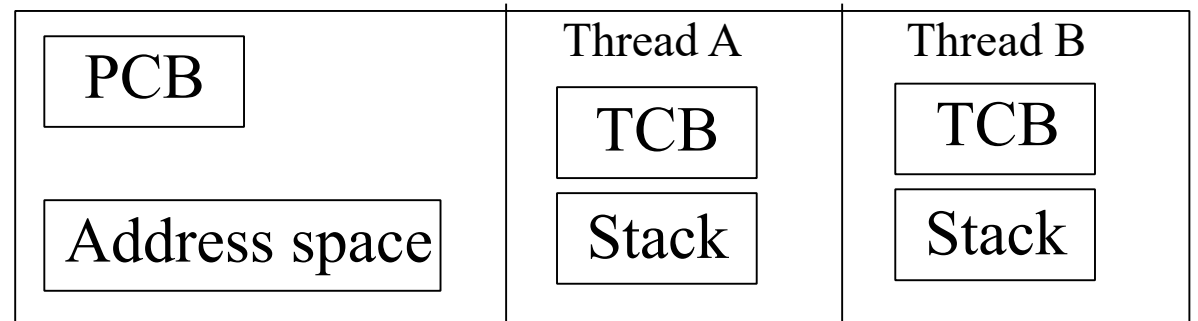 PCB
Address space
Thread A
TCB
Stack
Thread B
TCB
Stack